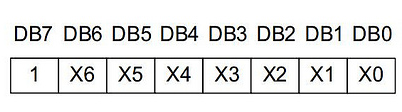 DB7 DB6 DB5 DB4 DB3 DB2 DB1 DB0
1 X6 X5 X4 X3 X2 X1 X0